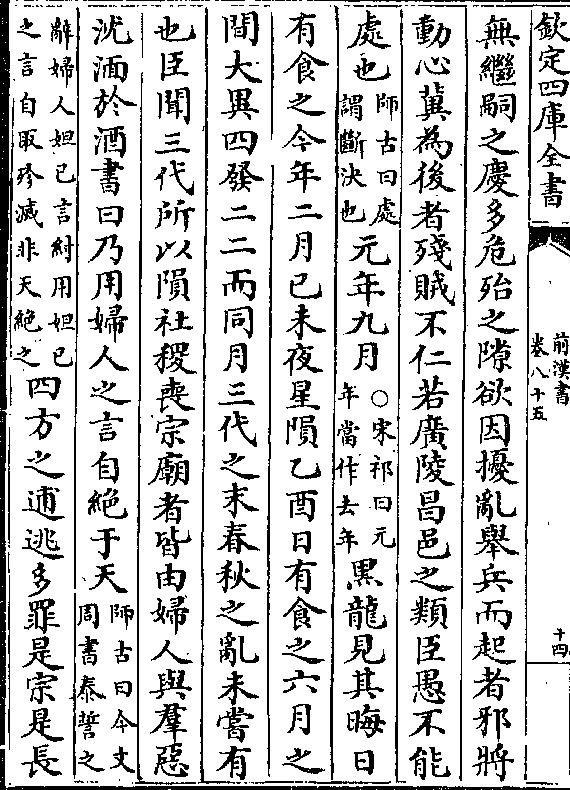 欽定四庫全書
前漢書
卷八十五
十四
無繼嗣之慶多危殆之隙欲因擾亂舉兵而起者邪將
動心冀為後者殘賊不仁若廣陵昌邑之類臣愚不能
處也師古曰處謂斷決也元年九月○宋祁曰元年當作去年黑龍見其晦日
有食之今年二月己未夜星隕乙酉日有食之六月之
間大異四發二二而同月三代之末春秋之亂未嘗有
也臣聞三代所以隕社稷喪宗廟者皆由婦人與羣惡
沈湎於酒書曰乃用婦人之言自絶于天師古曰今文周書泰誓之
辭婦人妲己言紂用妲己之言自取殄滅非天絶之四方之逋逃多罪是宗是長